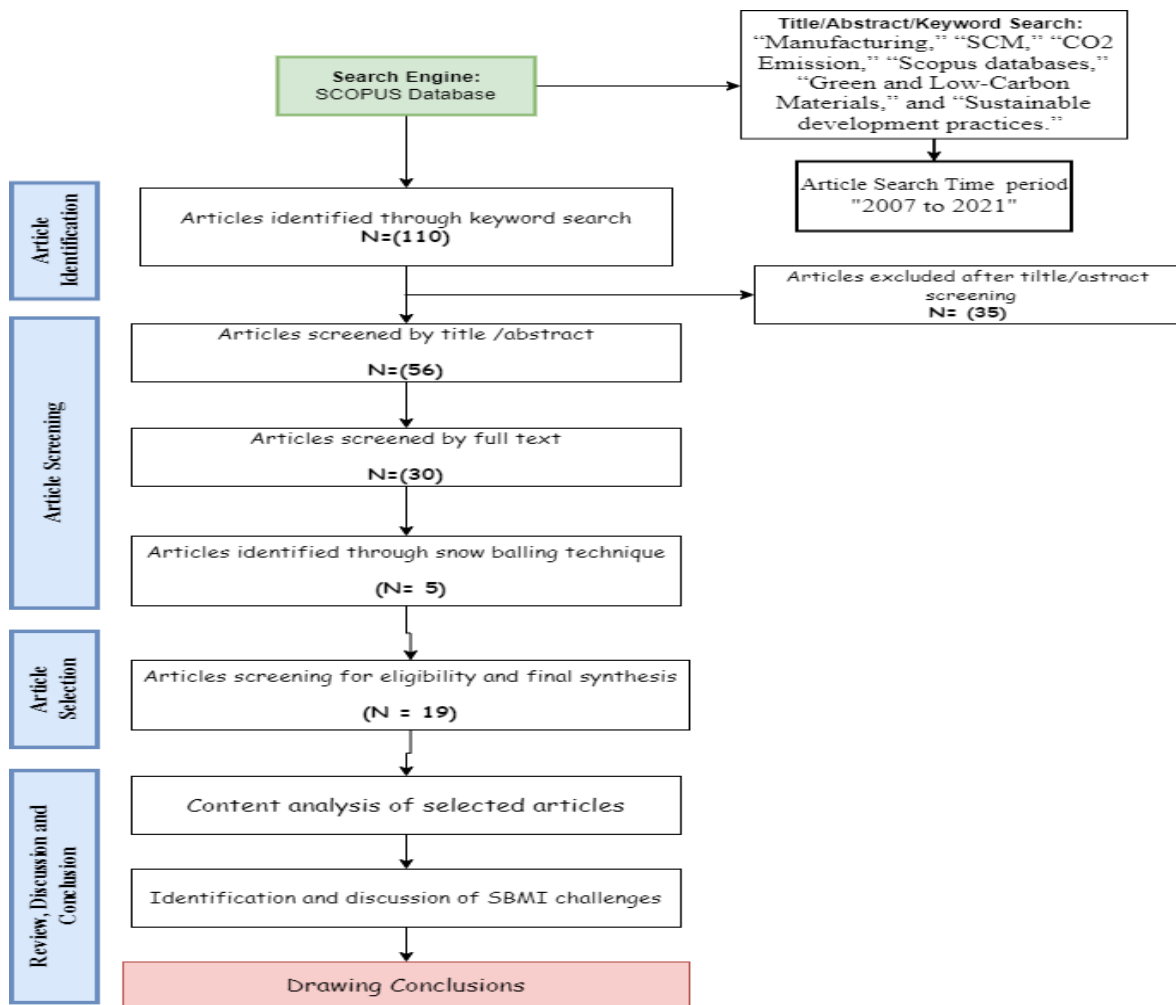 Search Engine:
SCOPUS Database
Title/Abstract/Keyword Search:
“Manufacturing,” “SCM,” “CO2
Emission,” “Scopus databases,”
“Green and Low-Carbon
Materials,” and “Sustainable
development practices.”
Article Search Time period
"2007 to 2021"
Article
Identification
Articles identified through keyword search
N=(110)
Articles excluded after tiltle/astract
screening
N= (35)
Article Screening
Articles screened by title /abstract
N=(56)
Articles screened by full text
N=(30)
Articles identified through snow balling technique
(N= 5)
Article
Selection
Articles screening for eligibility and final synthesis
(N = 19)
Review, Discussion and
Conclusion
Content analysis of selected articles
Identification and discussion of SBMI challenges
Drawing Conclusions